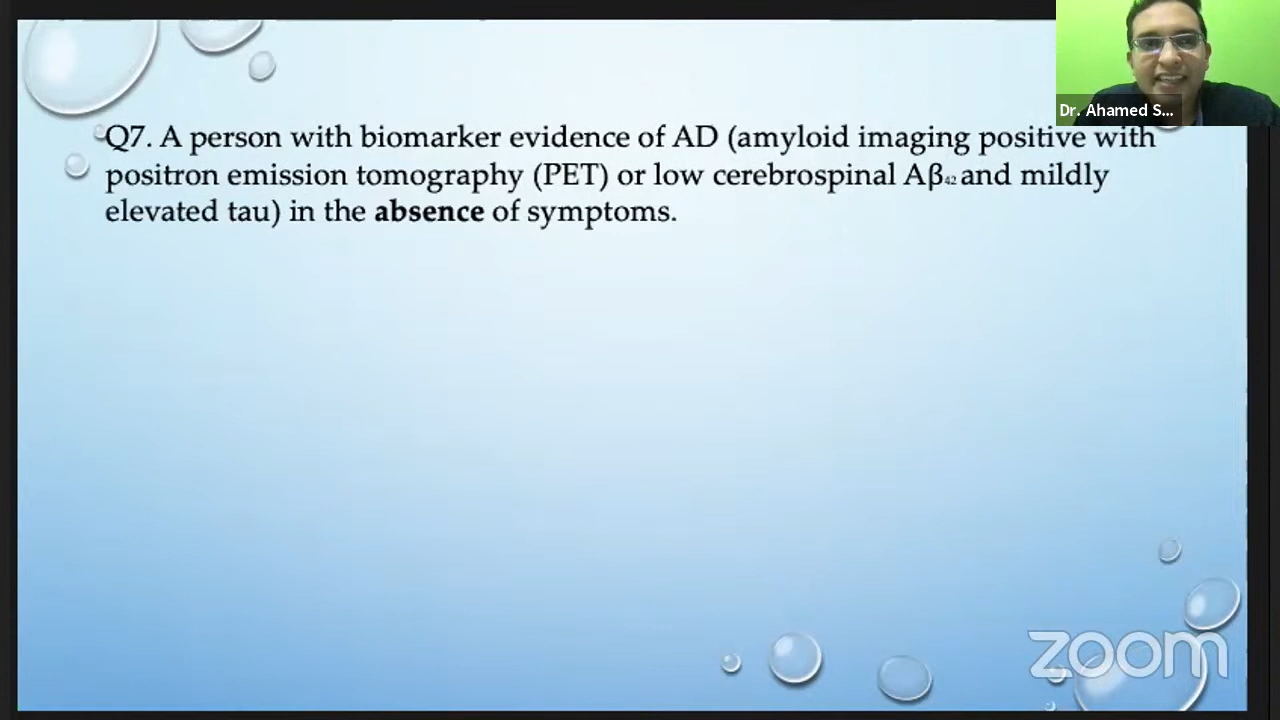 Dr. Ahamed S...
Q7. A person with biomarker evidence of AD (amyloid imaging positive with
positron emission tomography (PET) or low cerebrospinal Aβ₄₂ and mildly
elevated tau) in the absence of symptoms.
zoom